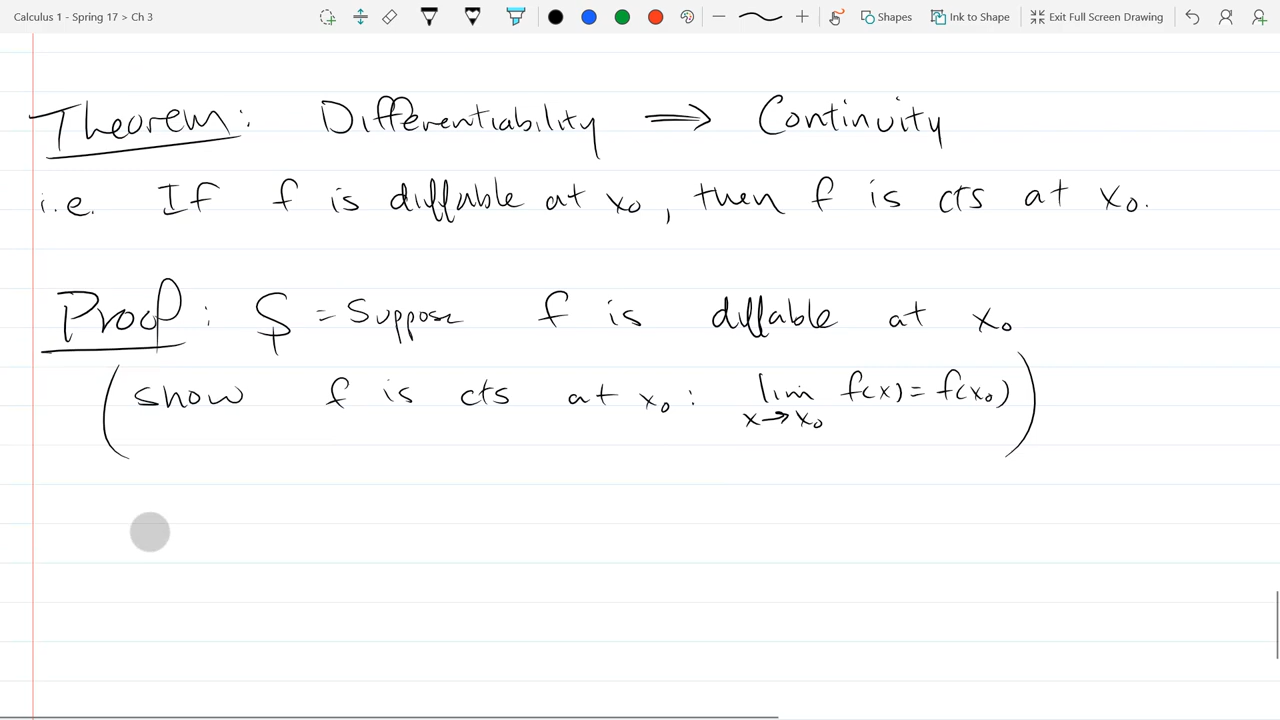 Calculus 1 - Spring 17 > Ch 3 Shapes Ink to Shape Exit Full Screen Drawing
Theorem: Differentiability ⟹ Continuity
i.e. If f is diffable at x₀, then f is cts at x₀.
Proof: $ = Suppose f is diffable at x₀
(show f is cts at x₀: lim x→x₀ f(x) = f(x₀))